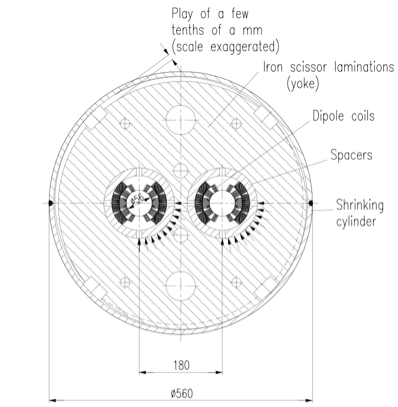 Play of a few
tenths of a mm
(scale exaggerated)
Iron scissor laminations
(yoke)
Dipole coils
Spacers
Shrinking
cylinder
ø56
180
ø560